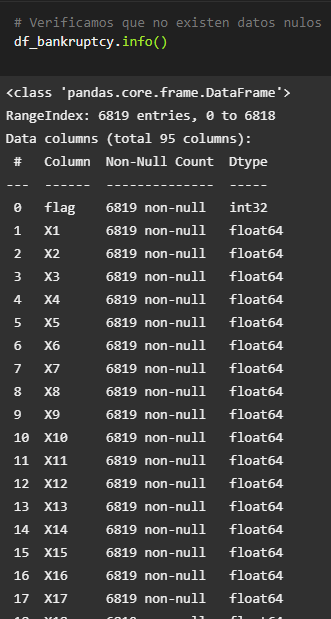 # Verificamos que no existen datos nulos
df_bankruptcy.info()
<class 'pandas.core.frame.DataFrame'>
RangeIndex: 6819 entries, 0 to 6818
Data columns (total 95 columns):
 #   Column  Non-Null Count  Dtype
---  ------  --------------  -----
 0   flag    6819 non-null   int32
 1   X1      6819 non-null   float64
 2   X2      6819 non-null   float64
 3   X3      6819 non-null   float64
 4   X4      6819 non-null   float64
 5   X5      6819 non-null   float64
 6   X6      6819 non-null   float64
 7   X7      6819 non-null   float64
 8   X8      6819 non-null   float64
 9   X9      6819 non-null   float64
 10  X10     6819 non-null   float64
 11  X11     6819 non-null   float64
 12  X12     6819 non-null   float64
 13  X13     6819 non-null   float64
 14  X14     6819 non-null   float64
 15  X15     6819 non-null   float64
 16  X16     6819 non-null   float64
 17  X17     6819 non-null   float64